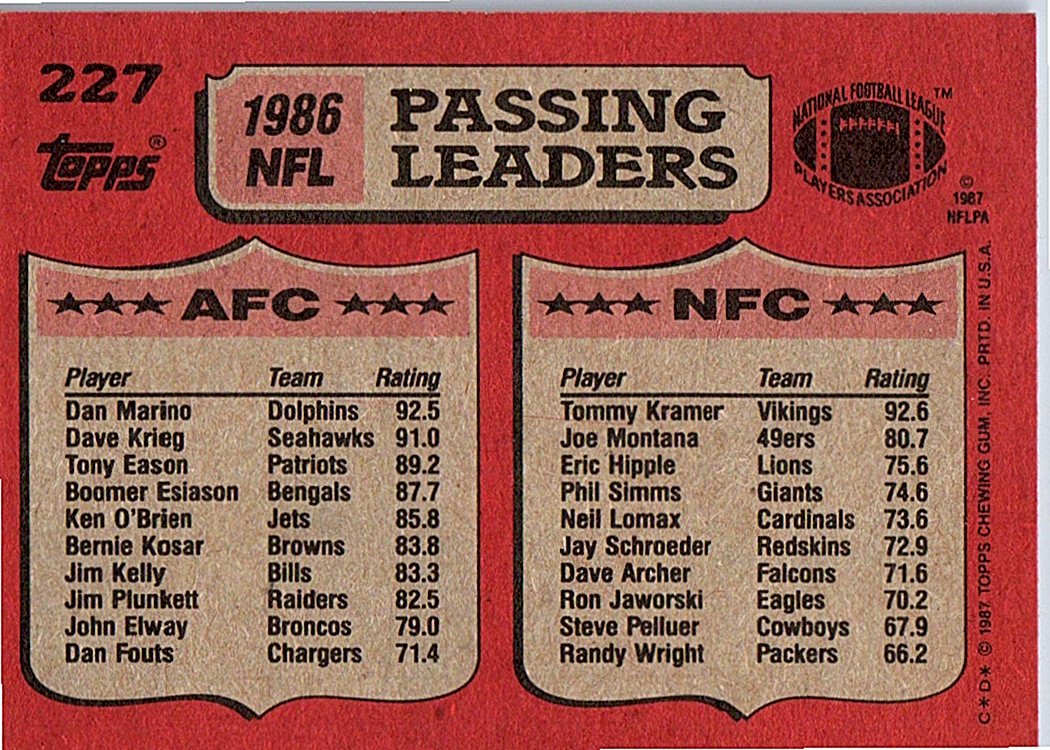 227
topps®
1986
NFL
PASSING
LEADERS
NATIONAL FOOTBALL LEAGUE™
PLAYERS ASSOCIATION
©
1987
NFLPA
★★★ AFC ★★★
Player Team Rating
Dan Marino Dolphins 92.5
Dave Krieg Seahawks 91.0
Tony Eason Patriots 89.2
Boomer Esiason Bengals 87.7
Ken O'Brien Jets 85.8
Bernie Kosar Browns 83.8
Jim Kelly Bills 83.3
Jim Plunkett Raiders 82.5
John Elway Broncos 79.0
Dan Fouts Chargers 71.4
★★★ NFC ★★★
Player Team Rating
Tommy Kramer Vikings 92.6
Joe Montana 49ers 80.7
Eric Hipple Lions 75.6
Phil Simms Giants 74.6
Neil Lomax Cardinals 73.6
Jay Schroeder Redskins 72.9
Dave Archer Falcons 71.6
Ron Jaworski Eagles 70.2
Steve Pelluer Cowboys 67.9
Randy Wright Packers 66.2
C★D★ © 1987 TOPPS CHEWING GUM, INC. PRTD. IN U.S.A.